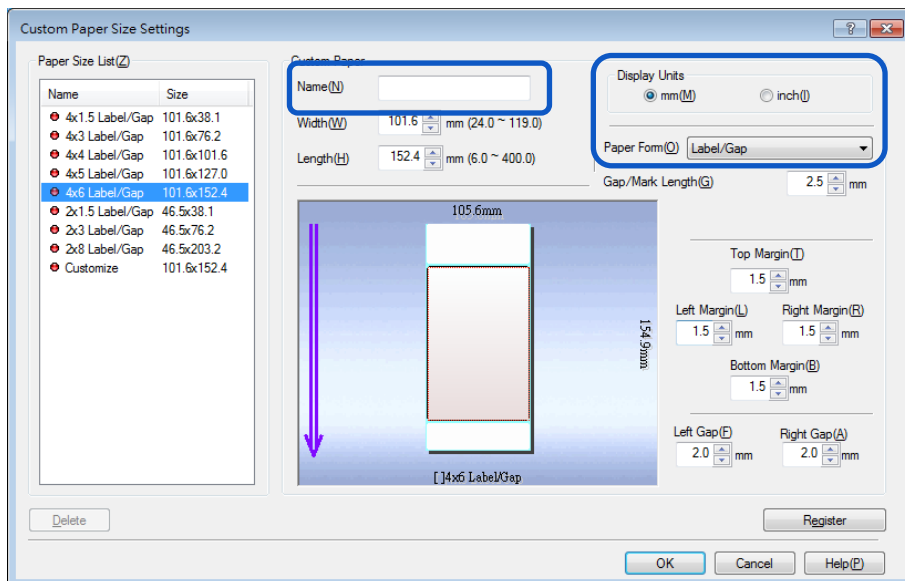 Custom Paper Size Settings
Paper Size List(Z)
Name Size
4x1.5 Label/Gap 101.6x38.1
4x3 Label/Gap 101.6x76.2
4x4 Label/Gap 101.6x101.6
4x5 Label/Gap 101.6x127.0
4x6 Label/Gap 101.6x152.4
2x1.5 Label/Gap 46.5x38.1
2x3 Label/Gap 46.5x76.2
2x8 Label/Gap 46.5x203.2
Customize 101.6x152.4
Delete
Custom Paper
Name(N)
Width(W) 101.6 mm (24.0 ~ 119.0)
Length(H) 152.4 mm (6.0 ~ 400.0)
Display Units
mm(M) inch(I)
Paper Form(O) Label/Gap
Gap/Mark Length(G) 2.5 mm
105.6mm
154.9mm
[ ]4x6 Label/Gap
Top Margin(T)
1.5 mm
Left Margin(L) Right Margin(R)
1.5 mm 1.5 mm
Bottom Margin(B)
1.5 mm
Left Gap(F) Right Gap(A)
2.0 mm 2.0 mm
Register
OK Cancel Help(P)